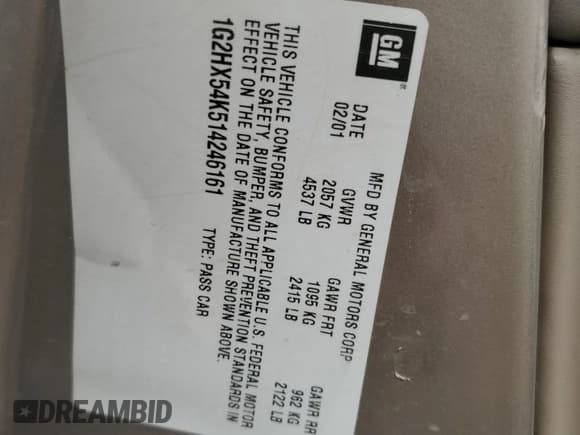 GM
MFD BY GENERAL MOTORS CORP
DATE GVWR GAWR FRT GAWR RR
02/01 2057 KG 1095 KG 962 KG
4537 LB 2415 LB 2122 LB
THIS VEHICLE CONFORMS TO ALL APPLICABLE U.S. FEDERAL MOTOR
VEHICLE SAFETY, BUMPER, AND THEFT PREVENTION STANDARDS IN
EFFECT ON THE DATE OF MANUFACTURE SHOWN ABOVE.
1G2HX54K514246161 TYPE: PASS CAR
DREAMBID